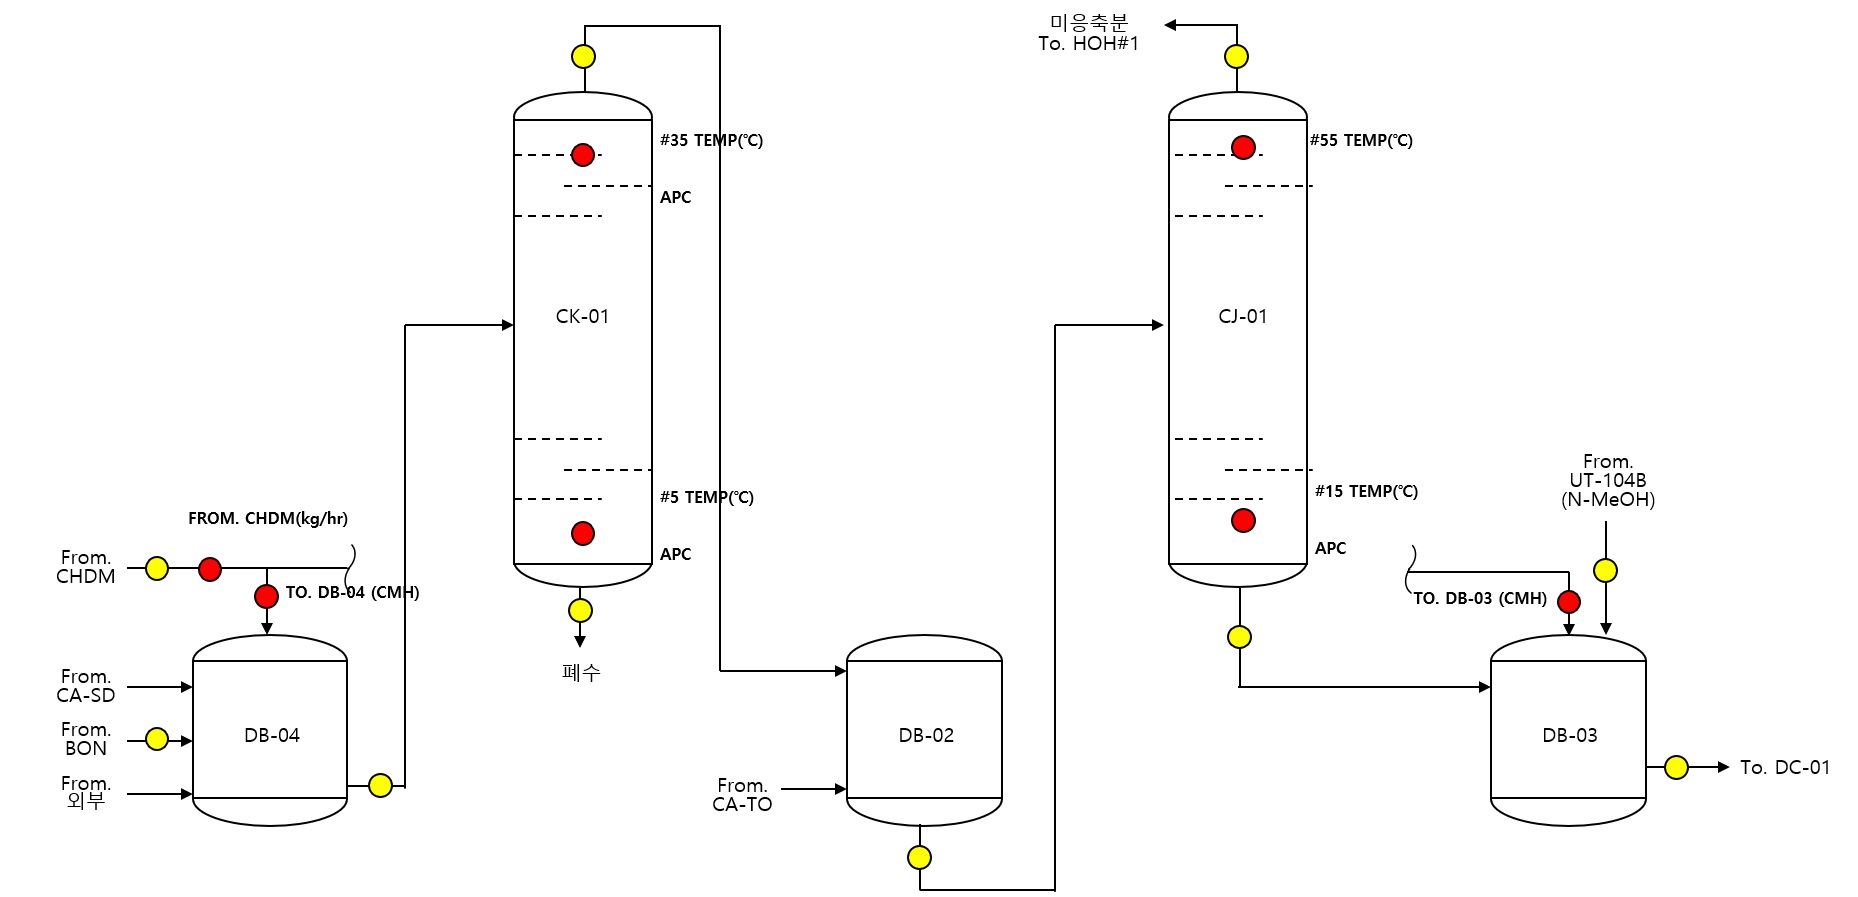 미응축분
To. HOH#1
#35 TEMP(℃)
APC
#55 TEMP(℃)
CK-01
CJ-01
#5 TEMP(℃)
APC
#15 TEMP(℃)
APC
From.
UT-104B
(N-MeOH)
FROM. CHDM(kg/hr)
From.
CHDM
TO. DB-04 (CMH)
TO. DB-03 (CMH)
폐수
From.
CA-SD
From.
BON
From.
외부
DB-04
DB-02
From.
CA-TO
DB-03
To. DC-01